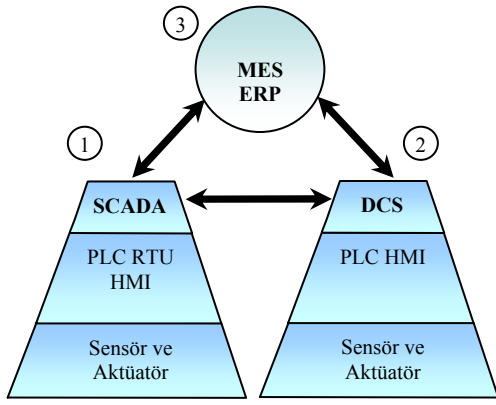 3
MES
ERP
1
2
SCADA
DCS
PLC RTU
HMI
PLC HMI
Sensör ve
Aktüatör
Sensör ve
Aktüatör